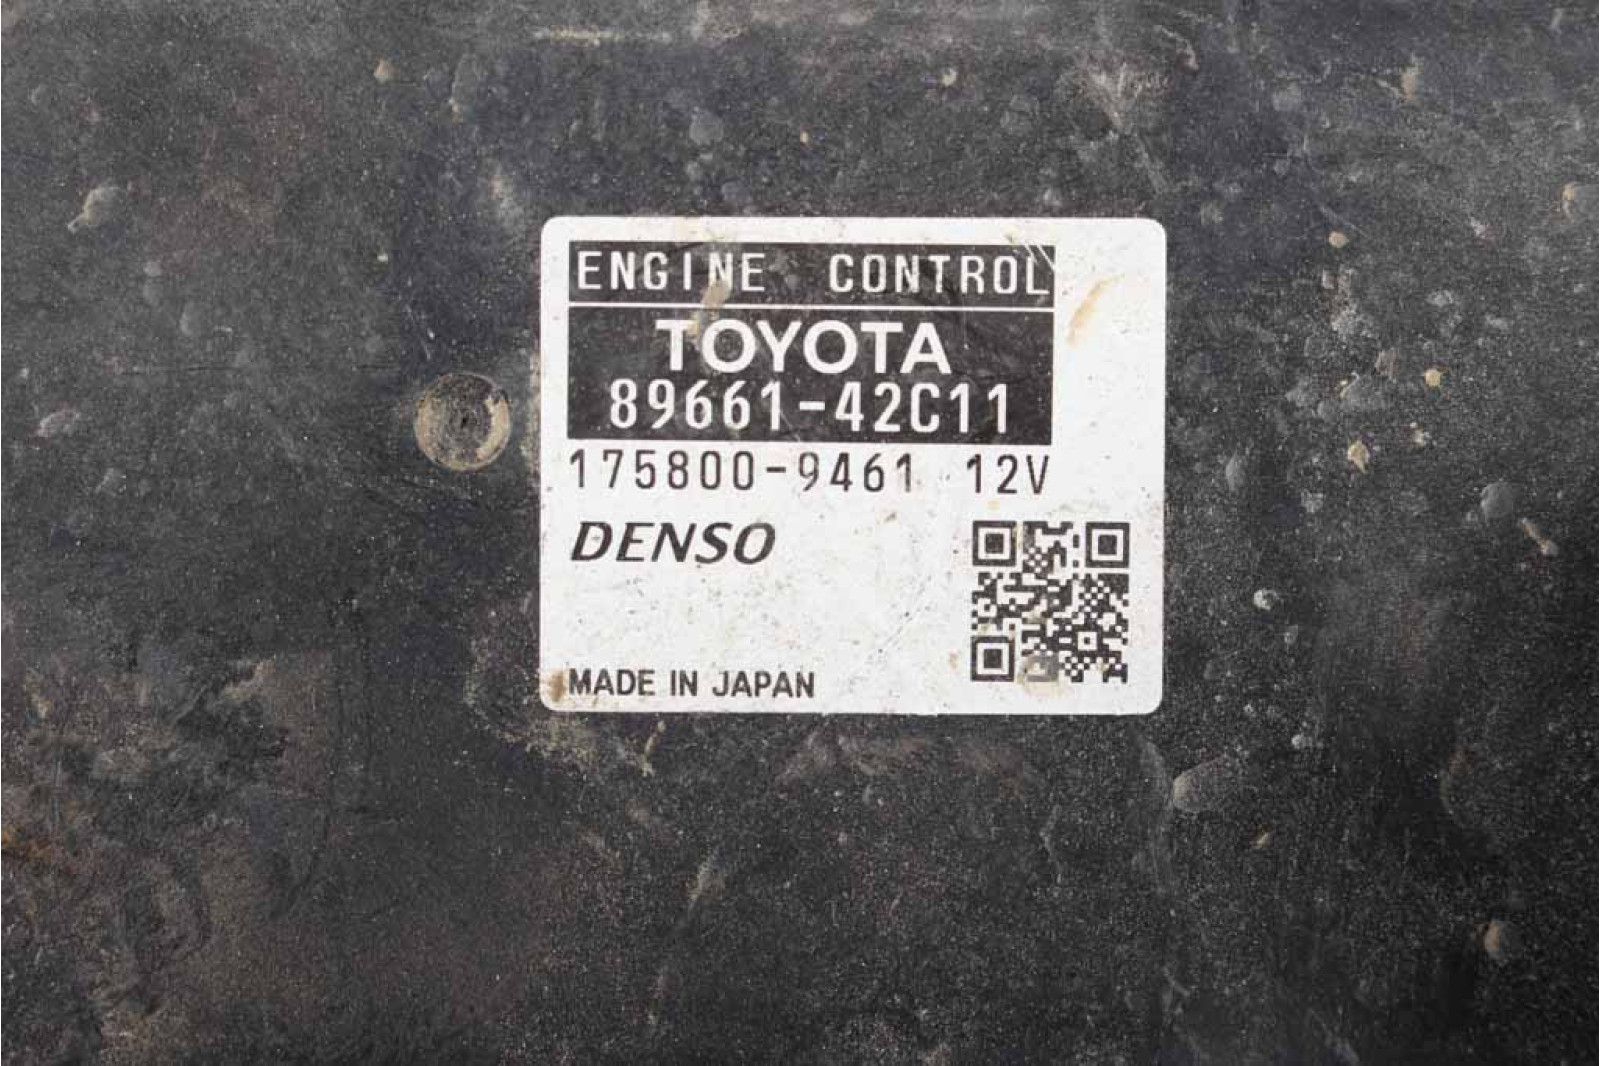 ENGINE CONTROL
TOYOTA
89661-42C11
175800-9461 12V
DENSO
MADE IN JAPAN